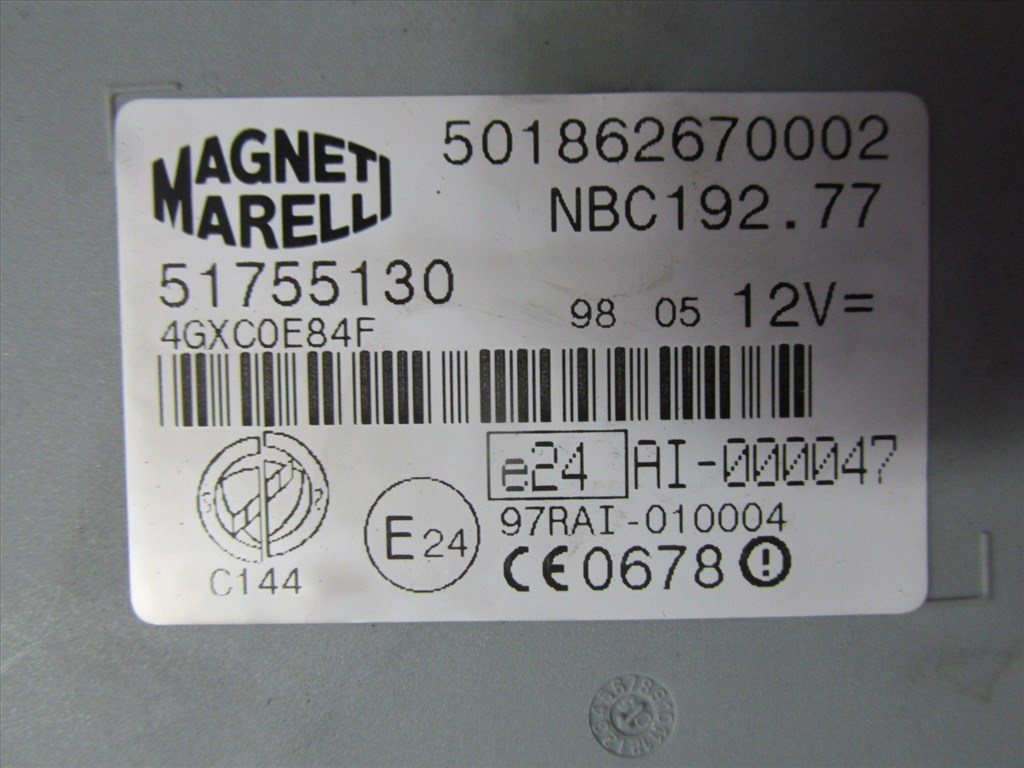 MAGNETI
MARELLI
501862670002
NBC192.77
51755130
98 05 12V=
4GXC0E84F
e24 AI-000047
97RAI-010004
E24
C144
CE0678